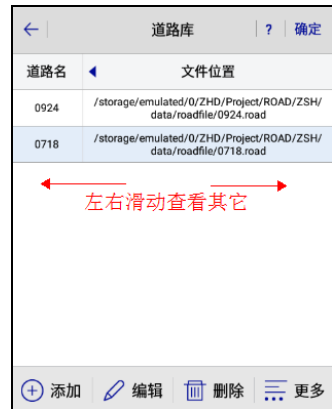 道路库 ? 确定
道路名 文件位置
0924 /storage/emulated/0/ZHD/Project/ROAD/ZSH/
data/roadfile/0924.road
0718 /storage/emulated/0/ZHD/Project/ROAD/ZSH/
data/roadfile/0718.road
左右滑动查看其它
添加 编辑 删除 更多